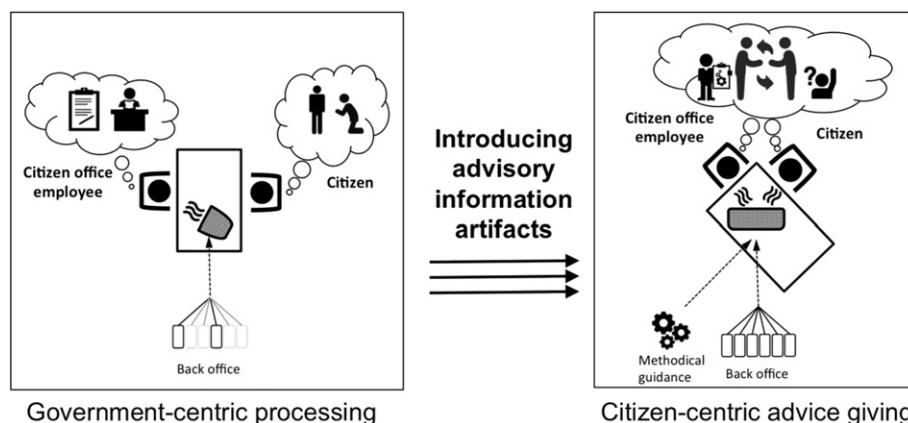 Citizen office
employee
Citizen
Back office
Government-centric processing
Introducing
advisory
information
artifacts
?
Citizen office
employee
Citizen
Methodical
guidance
Back office
Citizen-centric advice giving